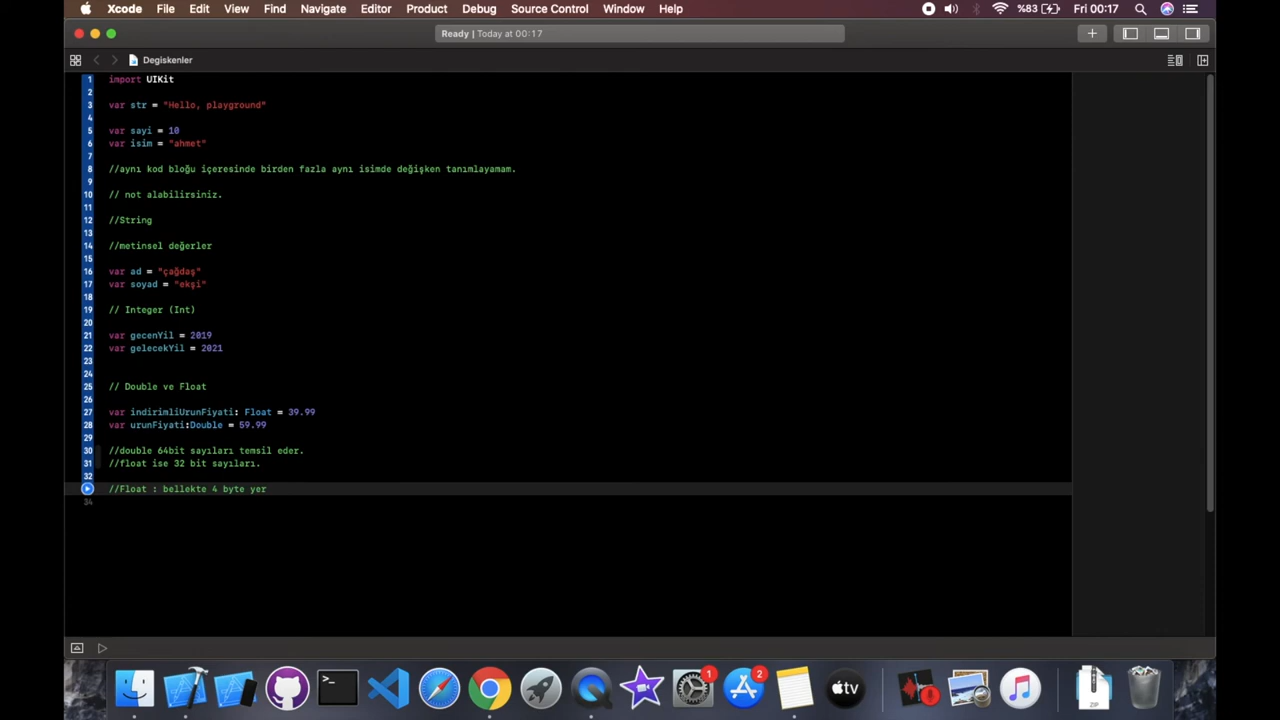 Xcode File Edit View Find Navigate Editor Product Debug Source Control Window Help %83 Fri 00:17
Ready | Today at 00:17
Degiskenler
1 import UIKit
2
3 var str = "Hello, playground"
4
5 var sayi = 10
6 var isim = "ahmet"
7
8 //aynı kod bloğu içeresinde birden fazla aynı isimde değişken tanımlayamam.
9
10 // not alabilirsiniz.
11
12 //String
13
14 //metinsel değerler
15
16 var ad = "çağdaş"
17 var soyad = "ekşi"
18
19 // Integer (Int)
20
21 var gecenYil = 2019
22 var gelecekYil = 2021
23
24
25 // Double ve Float
26
27 var indirimliUrunFiyati: Float = 39.99
28 var urunFiyati:Double = 59.99
29
30 //double 64bit sayıları temsil eder.
31 //float ise 32 bit sayıları.
32
//Float : bellekte 4 byte yer
34
1 2
tv
ZIP